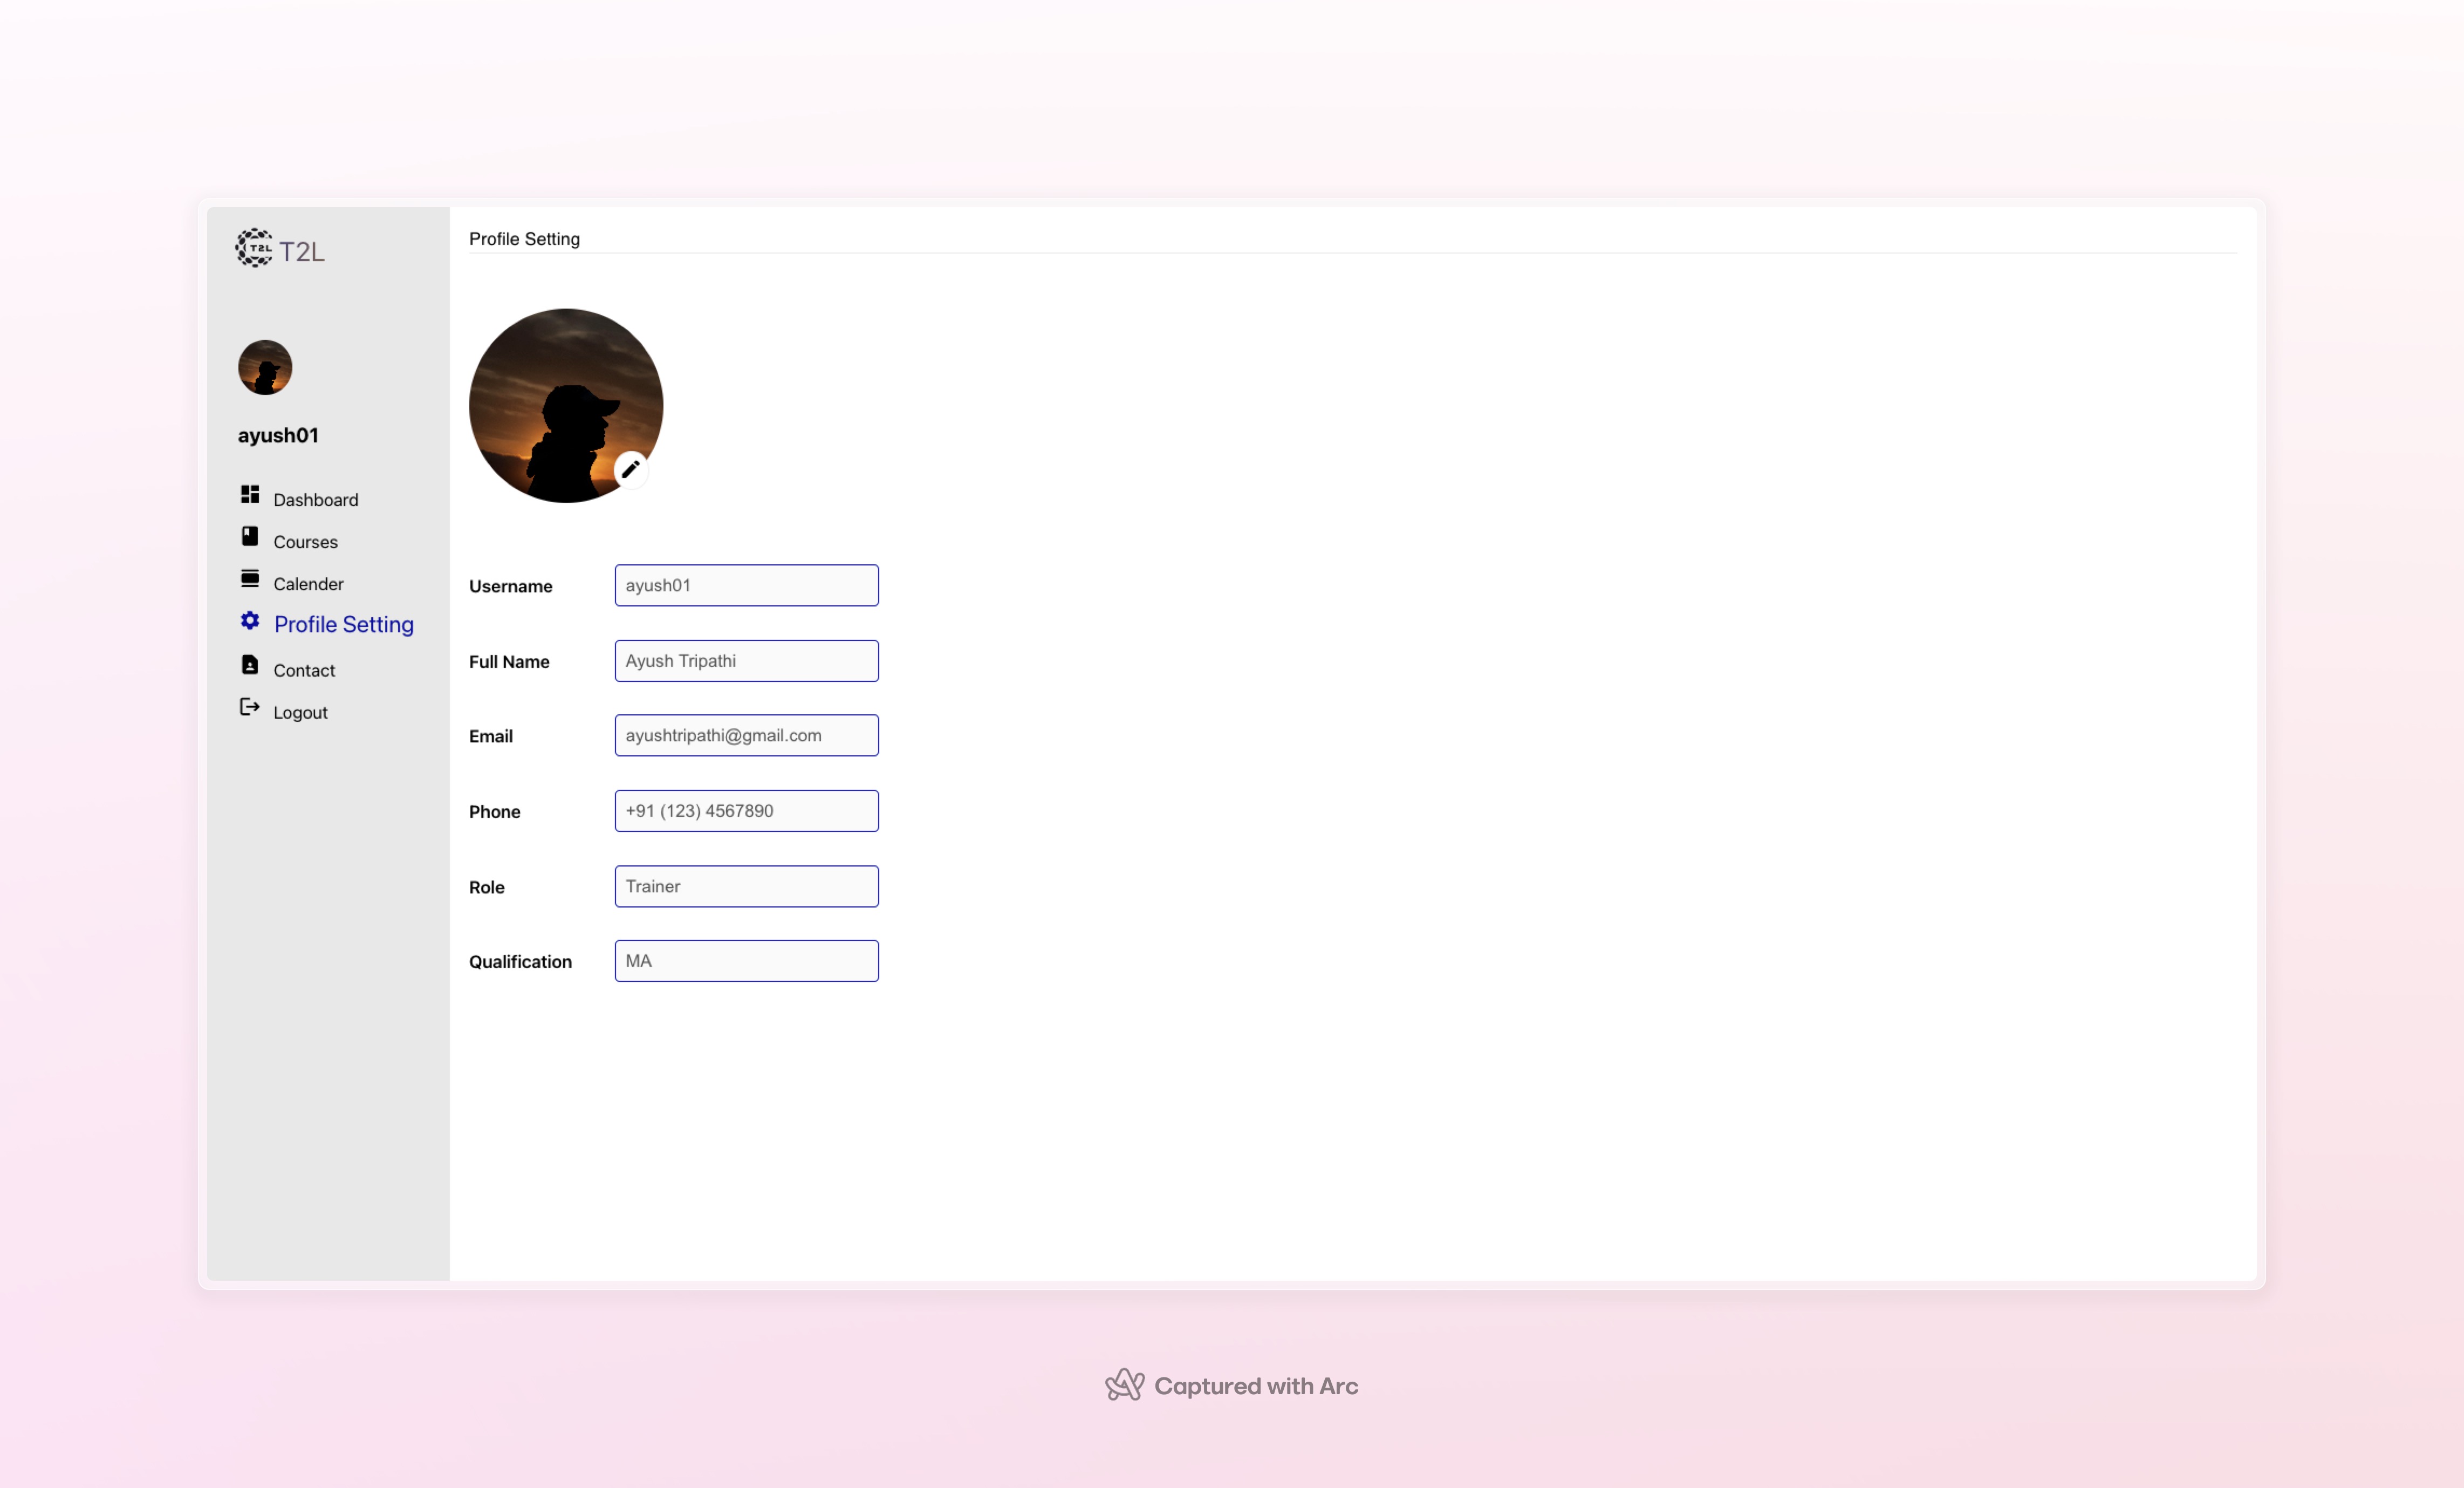 T2L
T2L
ayush01
Dashboard
Courses
Calender
Profile Setting
Contact
Logout
Profile Setting
Username ayush01
Full Name Ayush Tripathi
Email ayushtripathi@gmail.com
Phone +91 (123) 4567890
Role Trainer
Qualification MA
Captured with Arc